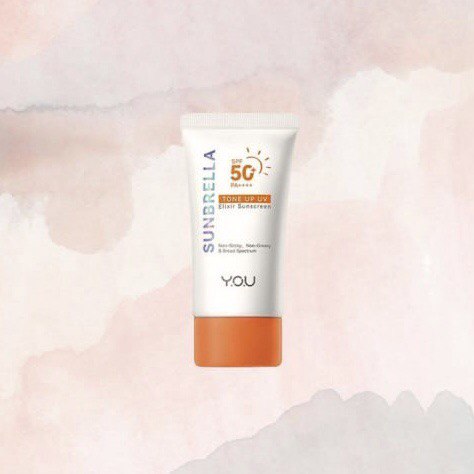 SUNBRELLA
SPF
50+
PA++++
TONE UP UV
Elixir Sunscreen
Non-Sticky, Non-Greasy
& Broad Spectrum
Y.O.U